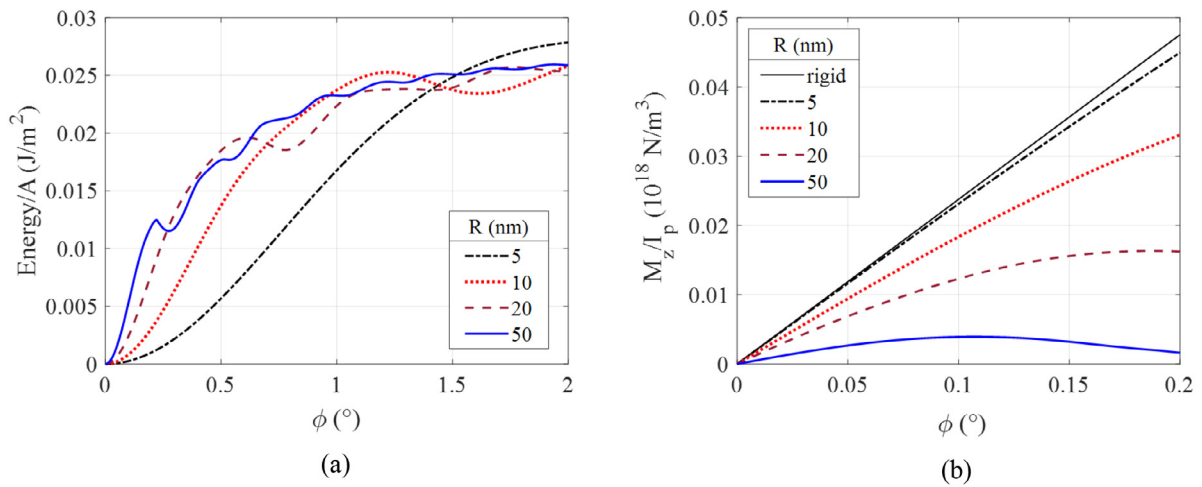 0.03
0.025
0.02
0.015
0.01
0.005
0
Energy/A (J/m²)
R (nm)
5
10
20
50
0 0.5 1 1.5 2
ϕ (°)
(a)
0.05
0.04
0.03
0.02
0.01
0
M_z/I_p (10¹⁸ N/m³)
R (nm)
rigid
5
10
20
50
0 0.05 0.1 0.15 0.2
ϕ (°)
(b)